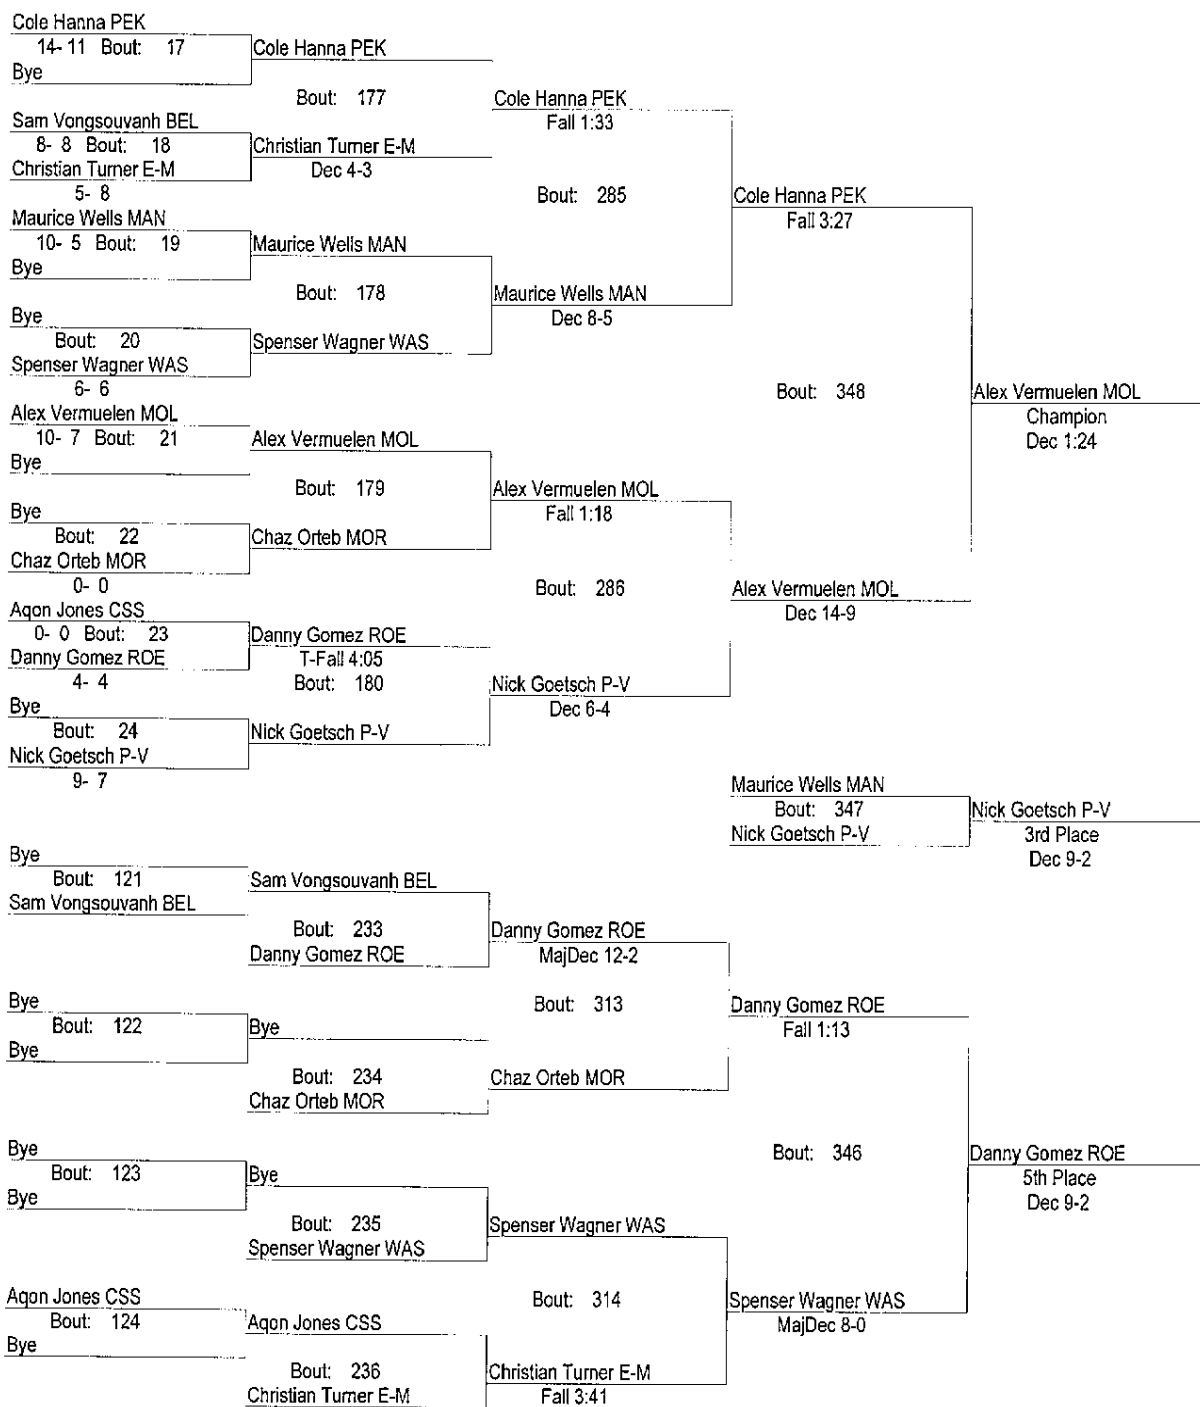 Cole Hanna PEK
14- 11 Bout: 17
Cole Hanna PEK
Bye
Bout: 177
Cole Hanna PEK
Fall 1:33
Sam Vongsouvanh BEL
8- 8 Bout: 18
Christian Turner E-M
Christian Turner E-M
Dec 4-3
5- 8
Bout: 285
Cole Hanna PEK
Fall 3:27
Maurice Wells MAN
10- 5 Bout: 19
Maurice Wells MAN
Bye
Bout: 178
Maurice Wells MAN
Dec 8-5
Bye
Bout: 20
Spenser Wagner WAS
Spenser Wagner WAS
6- 6
Bout: 348
Alex Vermuelen MOL
Champion
Dec 1:24
Alex Vermuelen MOL
10- 7 Bout: 21
Alex Vermuelen MOL
Bye
Bout: 179
Alex Vermuelen MOL
Fall 1:18
Bye
Bout: 22
Chaz Orteb MOR
Chaz Orteb MOR
0- 0
Bout: 286
Alex Vermuelen MOL
Dec 14-9
Aqon Jones CSS
0- 0 Bout: 23
Danny Gomez ROE
Danny Gomez ROE
T-Fall 4:05
4- 4
Bout: 180
Nick Goetsch P-V
Dec 6-4
Bye
Bout: 24
Nick Goetsch P-V
Nick Goetsch P-V
9- 7
Maurice Wells MAN
Bout: 347
Nick Goetsch P-V
Nick Goetsch P-V
3rd Place
Dec 9-2
Bye
Bout: 121
Sam Vongsouvanh BEL
Sam Vongsouvanh BEL
Bout: 233
Danny Gomez ROE
Danny Gomez ROE
MajDec 12-2
Bye
Bout: 122
Bye
Bye
Bout: 313
Danny Gomez ROE
Fall 1:13
Bout: 234
Chaz Orteb MOR
Chaz Orteb MOR
Bye
Bout: 123
Bye
Bye
Bout: 346
Danny Gomez ROE
5th Place
Dec 9-2
Bout: 235
Spenser Wagner WAS
Spenser Wagner WAS
Aqon Jones CSS
Bout: 124
Aqon Jones CSS
Bye
Bout: 314
Spenser Wagner WAS
MajDec 8-0
Bout: 236
Christian Turner E-M
Christian Turner E-M
Fall 3:41